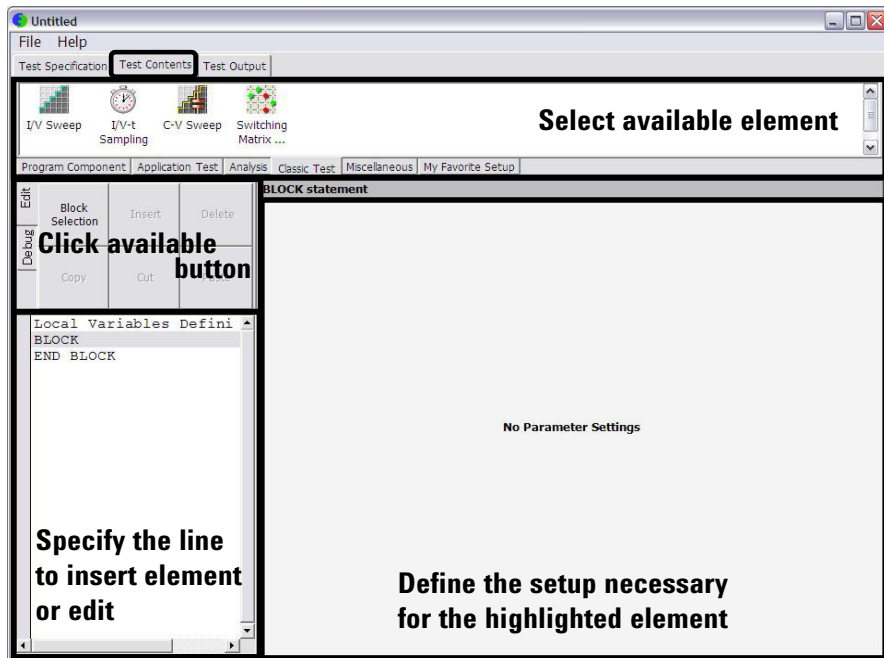 Untitled
File Help
Test Specification Test Contents Test Output
I/V Sweep I/V-t Sampling C-V Sweep Switching Matrix ...
Select available element
Program Component Application Test Analysis Classic Test Miscellaneous My Favorite Setup
Edit
Debug
Block Selection Insert Delete
Click available button
Copy Cut Paste
BLOCK statement
Local Variables Defini
BLOCK
END BLOCK
No Parameter Settings
Specify the line
to insert element
or edit
Define the setup necessary
for the highlighted element